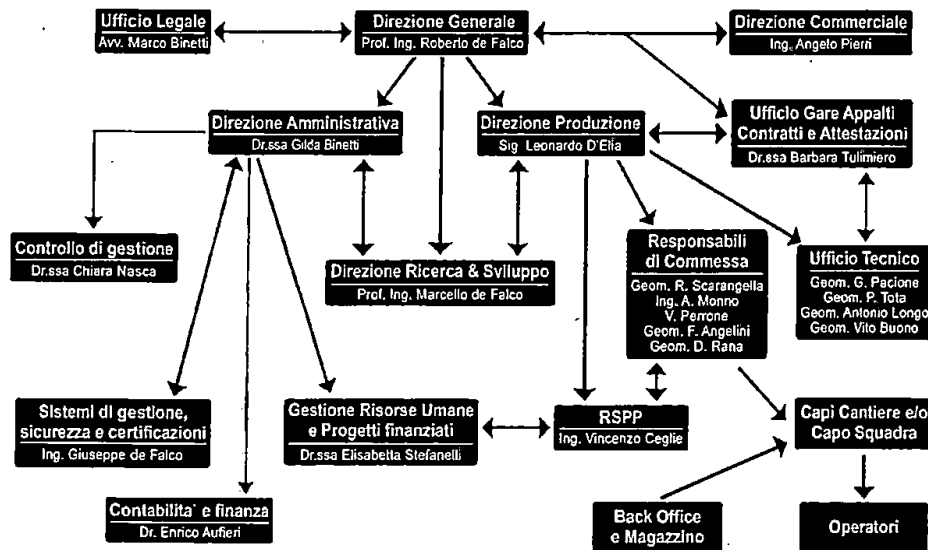 Ufficio Legale
Avv. Marco Binetti
Direzione Generale
Prof. Ing. Roberto de Falco
Direzione Commerciale
Ing. Angelo Pierri
Direzione Amministrativa
Dr.ssa Gilda Binetti
Direzione Produzione
Sig. Leonardo D'Elia
Ufficio Gare Appalti
Contratti e Attestazioni
Dr.ssa Barbara Tulimiero
Controllo di gestione
Dr.ssa Chiara Nasca
Direzione Ricerca & Sviluppo
Prof. Ing. Marcello de Falco
Responsabili
di Commessa
Geom. R. Scarangella
Ing. A. Monno
V. Perrone
Geom. F. Angelini
Geom. D. Rana
Ufficio Tecnico
Geom. G. Pacione
Geom. P. Tota
Geom. Antonio Longo
Geom. Vito Buono
Sistemi di gestione,
sicurezza e certificazioni
Ing. Giuseppe de Falco
Gestione Risorse Umane
e Progetti finanziati
Dr.ssa Elisabetta Stefanelli
RSPP
Ing. Vincenzo Ceglie
Capi Cantiere e/o
Capo Squadra
Contabilita' e finanza
Dr. Enrico Aufieri
Back Office
e Magazzino
Operatori